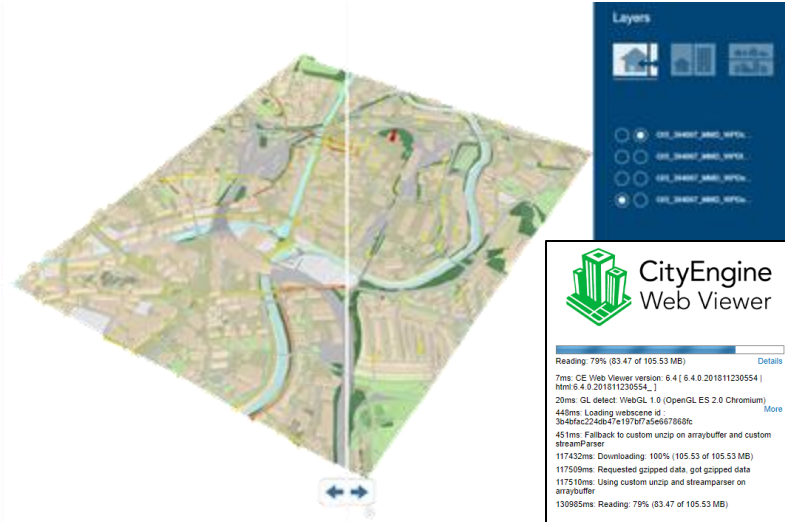 Layers
CityEngine
Web Viewer
Reading: 79% (83.47 of 105.53 MB)
Details
7ms: CE Web Viewer version: 6.4 [ 6.4.0.201811230554 |
html:6.4.0.201811230554_ ]
20ms: GL detect: WebGL 1.0 (OpenGL ES 2.0 Chromium)
More
448ms: Loading webscene id :
3b4bfac224db47e197bf7a5e667868fc
451ms: Fallback to custom unzip on arraybuffer and custom
streamParser
117432ms: Downloading: 100% (105.53 of 105.53 MB)
117509ms: Requested gzipped data, got gzipped data
117510ms: Using custom unzip and streamparser on
arraybuffer
130985ms: Reading: 79% (83.47 of 105.53 MB)